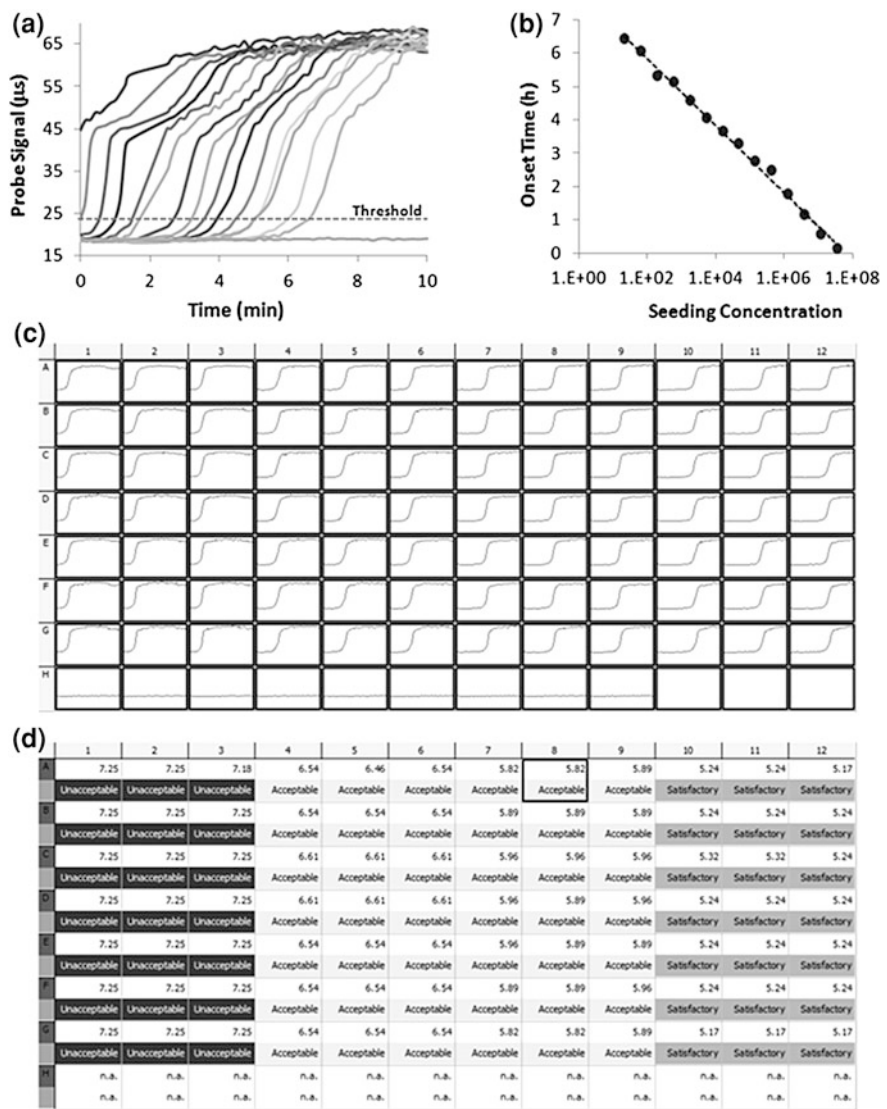 (a)
65
55
45
35
25
15
Probe Signal (µs)
Threshold
0 2 4 6 8 10
Time (min)
(b)
7
6
5
4
3
2
1
0
Onset Time (h)
1.E+00 1.E+02 1.E+04 1.E+06 1.E+08
Seeding Concentration
(c)
1 2 3 4 5 6 7 8 9 10 11 12
A
B
C
D
E
F
G
H
(d)
1 2 3 4 5 6 7 8 9 10 11 12
A 7.25 7.25 7.18 6.54 6.46 6.54 5.82 5.82 5.89 5.24 5.24 5.17
Unacceptable Unacceptable Unacceptable Acceptable Acceptable Acceptable Acceptable Acceptable Acceptable Satisfactory Satisfactory Satisfactory
B 7.25 7.25 7.25 6.54 6.54 6.54 5.89 5.89 5.89 5.24 5.24 5.24
Unacceptable Unacceptable Unacceptable Acceptable Acceptable Acceptable Acceptable Acceptable Acceptable Satisfactory Satisfactory Satisfactory
C 7.25 7.25 7.25 6.61 6.61 6.61 5.96 5.96 5.96 5.32 5.32 5.24
Unacceptable Unacceptable Unacceptable Acceptable Acceptable Acceptable Acceptable Acceptable Acceptable Satisfactory Satisfactory Satisfactory
D 7.25 7.25 7.25 6.61 6.61 6.61 5.96 5.89 5.96 5.24 5.24 5.24
Unacceptable Unacceptable Unacceptable Acceptable Acceptable Acceptable Acceptable Acceptable Acceptable Satisfactory Satisfactory Satisfactory
E 7.25 7.25 7.25 6.54 6.54 6.54 5.96 5.89 5.89 5.24 5.24 5.24
Unacceptable Unacceptable Unacceptable Acceptable Acceptable Acceptable Acceptable Acceptable Acceptable Satisfactory Satisfactory Satisfactory
F 7.25 7.25 7.25 6.54 6.54 6.54 5.89 5.89 5.96 5.24 5.24 5.24
Unacceptable Unacceptable Unacceptable Acceptable Acceptable Acceptable Acceptable Acceptable Acceptable Satisfactory Satisfactory Satisfactory
G 7.25 7.25 7.25 6.54 6.54 6.54 5.82 5.82 5.89 5.17 5.17 5.17
Unacceptable Unacceptable Unacceptable Acceptable Acceptable Acceptable Acceptable Acceptable Acceptable Satisfactory Satisfactory Satisfactory
H n.a. n.a. n.a. n.a. n.a. n.a. n.a. n.a. n.a. n.a. n.a. n.a.
n.a. n.a. n.a. n.a. n.a. n.a. n.a. n.a. n.a. n.a. n.a. n.a.